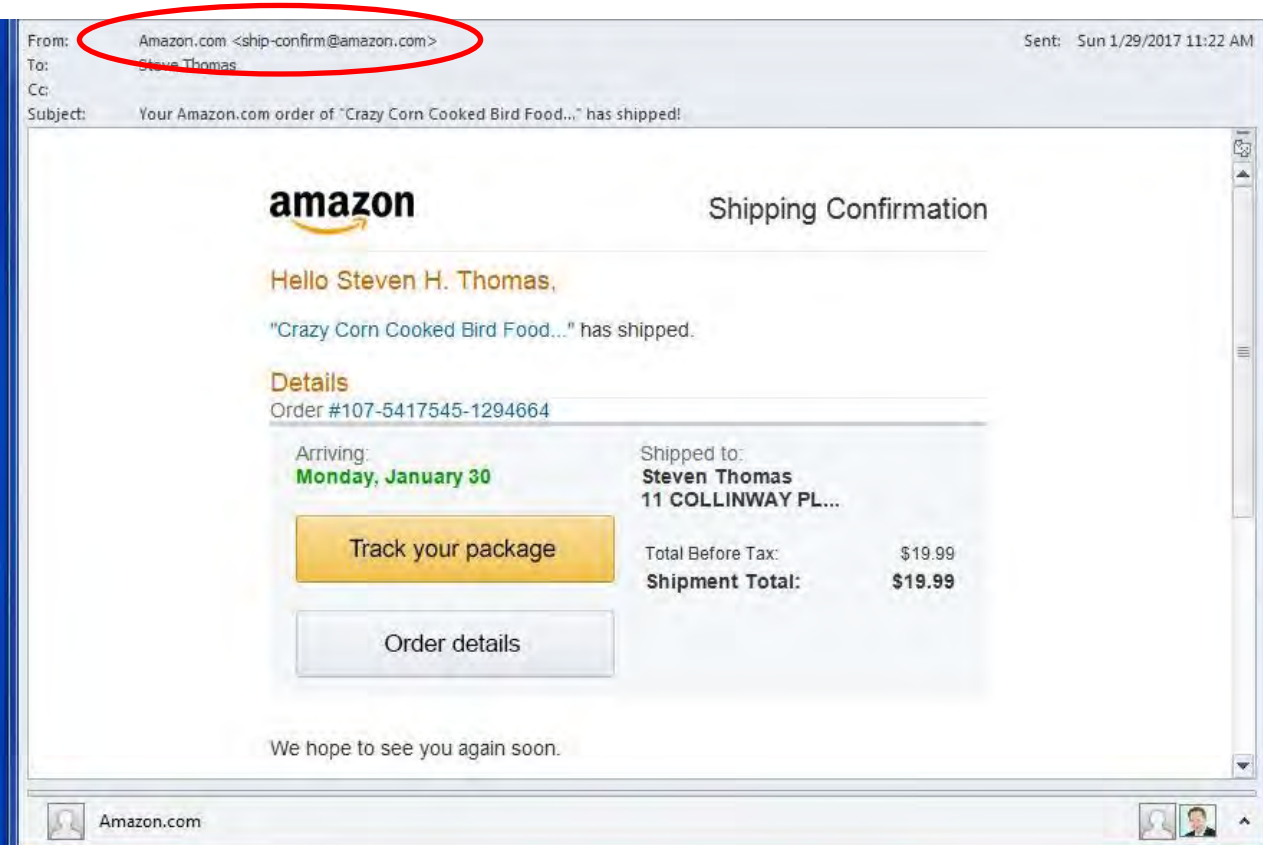 From: Amazon.com <ship-confirm@amazon.com> Sent: Sun 1/29/2017 11:22 AM
To: Steve Thomas
Cc:
Subject: Your Amazon.com order of "Crazy Corn Cooked Bird Food..." has shipped!
amazon Shipping Confirmation
Hello Steven H. Thomas,
"Crazy Corn Cooked Bird Food..." has shipped.
Details
Order #107-5417545-1294664
Arriving: Shipped to:
Monday, January 30 Steven Thomas
11 COLLINWAY PL...
Track your package Total Before Tax: $19.99
Shipment Total: $19.99
Order details
We hope to see you again soon.
Amazon.com